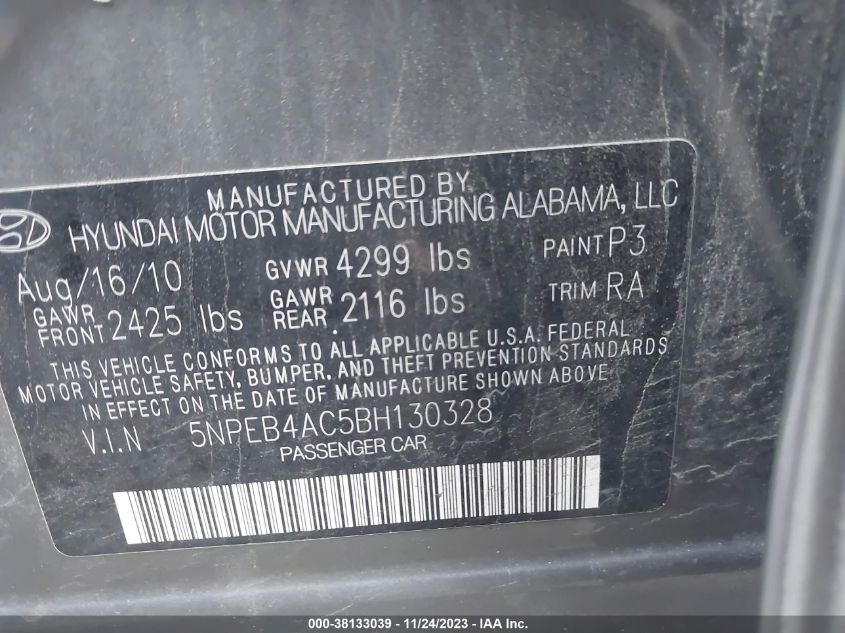 MANUFACTURED BY
HYUNDAI MOTOR MANUFACTURING ALABAMA, LLC
Aug/16/10 GVWR 4299 lbs PAINT P3
GAWR FRONT 2425 lbs GAWR REAR. 2116 lbs TRIM RA
THIS VEHICLE CONFORMS TO ALL APPLICABLE U.S.A. FEDERAL
MOTOR VEHICLE SAFETY, BUMPER, AND THEFT PREVENTION STANDARDS
IN EFFECT ON THE DATE OF MANUFACTURE SHOWN ABOVE
V.I.N 5NPEB4AC5BH130328
PASSENGER CAR
000-38133039 — 11/24/2023 — IAA Inc.